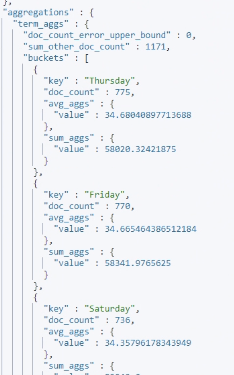 },
"aggregations" : {
"term_aggs" : {
"doc_count_error_upper_bound" : 0,
"sum_other_doc_count" : 1171,
"buckets" : [
{
"key" : "Thursday",
"doc_count" : 775,
"avg_aggs" : {
"value" : 34.68040897713688
},
"sum_aggs" : {
"value" : 58020.32421875
}
},
{
"key" : "Friday",
"doc_count" : 770,
"avg_aggs" : {
"value" : 34.665464386512184
},
"sum_aggs" : {
"value" : 58341.9765625
}
},
{
"key" : "Saturday",
"doc_count" : 736,
"avg_aggs" : {
"value" : 34.35796178343949
},
"sum_aggs" : {